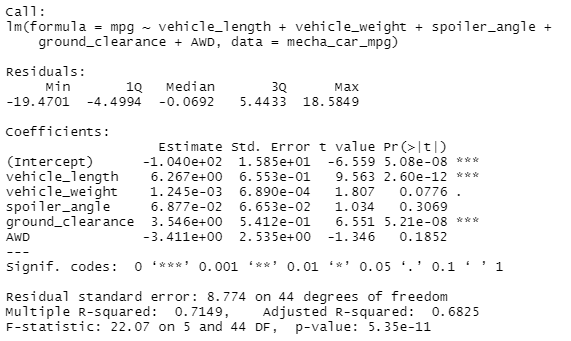 Call:
lm(formula = mpg ~ vehicle_length + vehicle_weight + spoiler_angle +
    ground_clearance + AWD, data = mecha_car_mpg)

Residuals:
     Min       1Q   Median       3Q      Max
-19.4701  -4.4994  -0.0692   5.4433  18.5849

Coefficients:
                   Estimate Std. Error t value Pr(>|t|)
(Intercept)      -1.040e+02  1.585e+01  -6.559 5.08e-08 ***
vehicle_length    6.267e+00  6.553e-01   9.563 2.60e-12 ***
vehicle_weight    1.245e-03  6.890e-04   1.807   0.0776 .
spoiler_angle     6.877e-02  6.653e-02   1.034   0.3069
ground_clearance  3.546e+00  5.412e-01   6.551 5.21e-08 ***
AWD              -3.411e+00  2.535e+00  -1.346   0.1852
---
Signif. codes:  0 ‘***’ 0.001 ‘**’ 0.01 ‘*’ 0.05 ‘.’ 0.1 ‘ ’ 1

Residual standard error: 8.774 on 44 degrees of freedom
Multiple R-squared:  0.7149,	Adjusted R-squared:  0.6825
F-statistic: 22.07 on 5 and 44 DF,  p-value: 5.35e-11